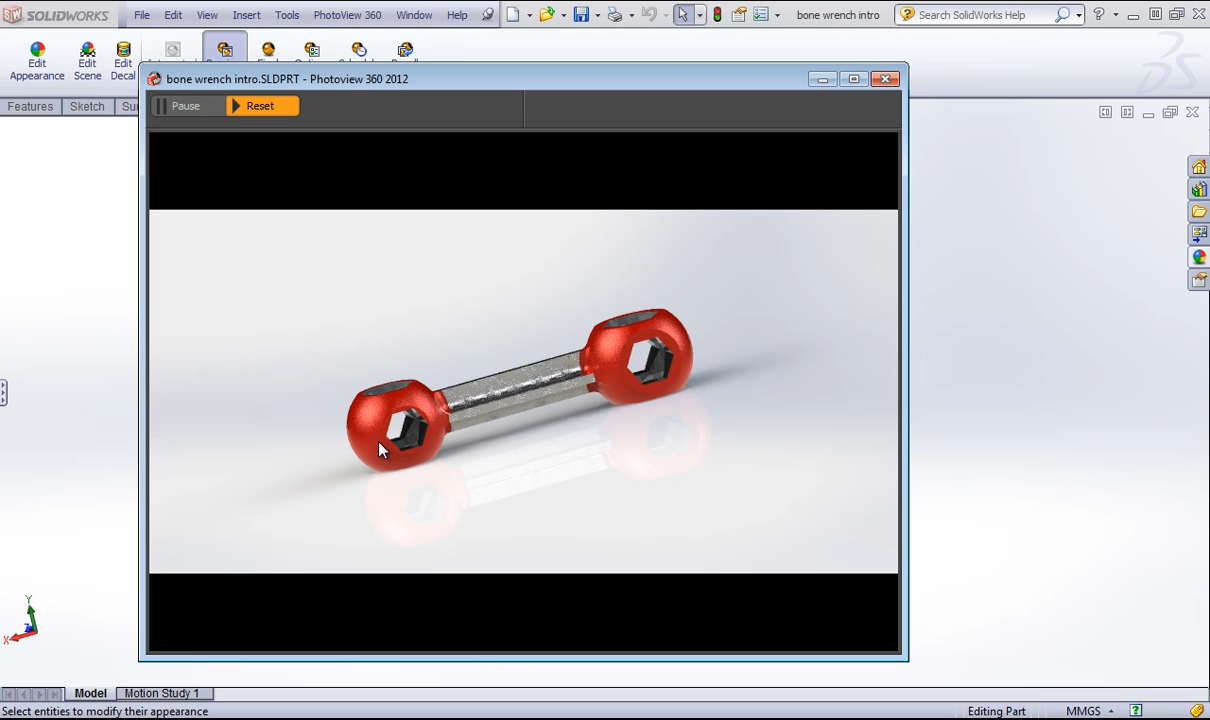 SOLIDWORKS File Edit View Insert Tools PhotoView 360 Window Help bone wrench intro Search SolidWorks Help
Edit Appearance
Edit Scene
Edit Decal
bone wrench intro.SLDPRT - Photoview 360 2012
Features Sketch
Pause Reset
Y
X
Model Motion Study 1
Select entities to modify their appearance Editing Part MMGS